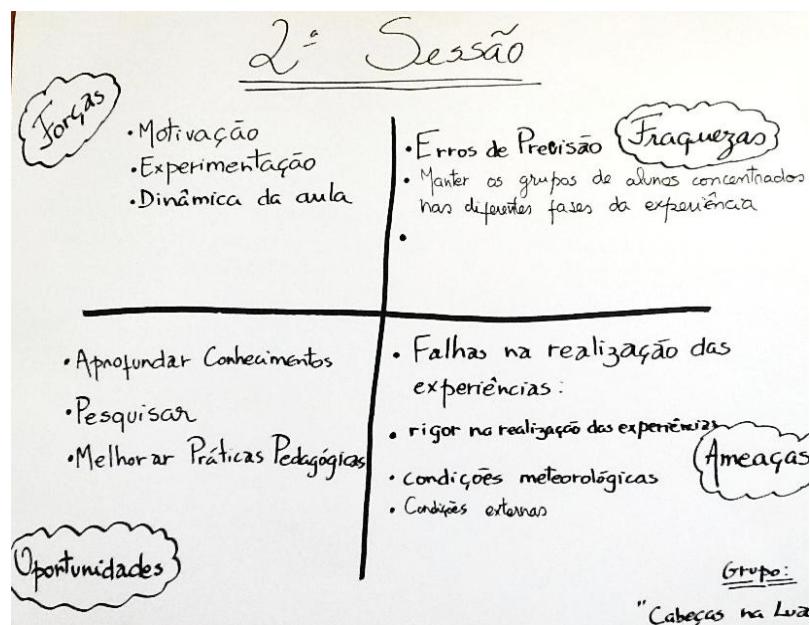 2ª Sessão
Forças
• Motivação
• Experimentação
• Dinâmica da aula
Fraquezas
• Erros de Precisão
• Manter os grupos de alunos concentrados
nas diferentes fases da experiência
•
• Aprofundar Conhecimentos
• Pesquisar
• Melhorar Práticas Pedagógicas
Oportunidades
• Falhas na realização das
experiências:
• rigor na realização das experiências
• condições meteorológicas
• Condições externas
Ameaças
Grupo:
"Cabeças na Lua